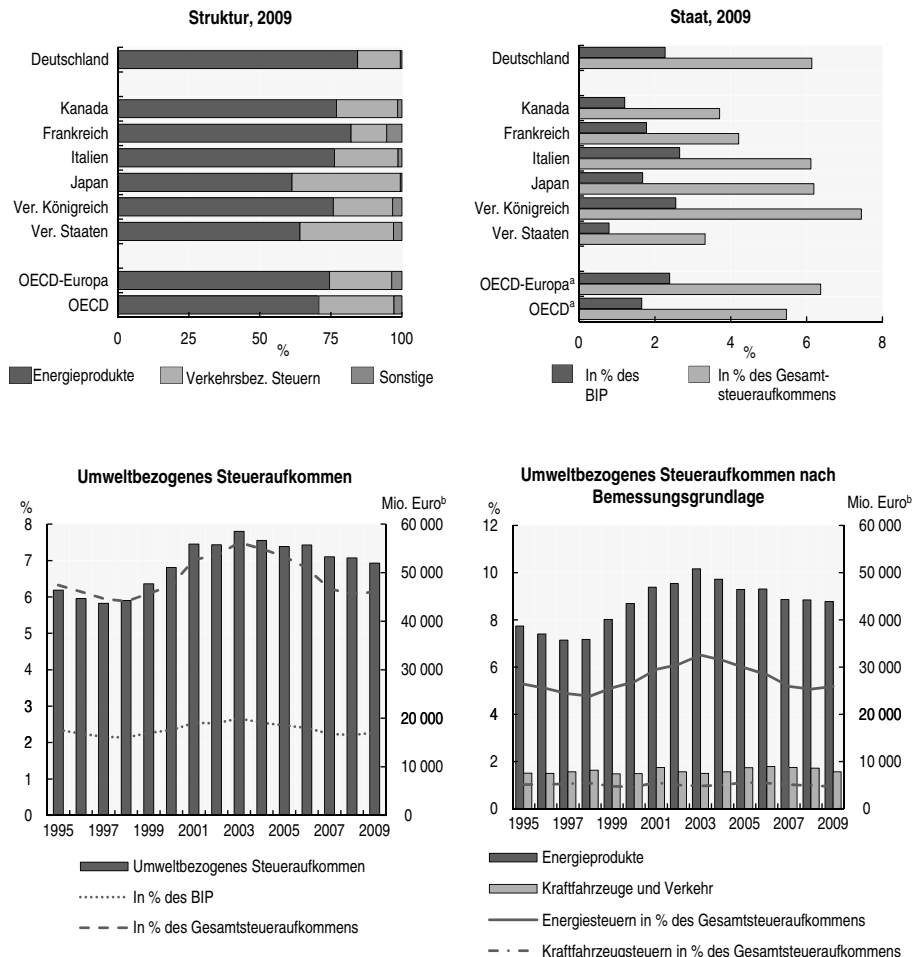 Struktur, 2009
Deutschland
Kanada
Frankreich
Italien
Japan
Ver. Königreich
Ver. Staaten
OECD-Europa
OECD
0 25 50 75 100
%
Energieprodukte Verkehrsbez. Steuern Sonstige
Staat, 2009
Deutschland
Kanada
Frankreich
Italien
Japan
Ver. Königreich
Ver. Staaten
OECD-Europaᵃ
OECDᵃ
0 2 4 6 8
%
In % des
BIP
In % des Gesamt-
steueraufkommens
Umweltbezogenes Steueraufkommen
% Mio. Euroᵇ
8 60 000
7 50 000
6
5 40 000
4 30 000
3
2 20 000
1 10 000
0 0
1995 1997 1999 2001 2003 2005 2007 2009
Umweltbezogenes Steueraufkommen
In % des BIP
In % des Gesamtsteueraufkommens
Umweltbezogenes Steueraufkommen nach
Bemessungsgrundlage
% Mio. Euroᵇ
12 60 000
10 50 000
8 40 000
6 30 000
4 20 000
2 10 000
0 0
1995 1997 1999 2001 2003 2005 2007 2009
Energieprodukte
Kraftfahrzeuge und Verkehr
Energiesteuern in % des Gesamtsteueraufkommens
Kraftfahrzeugsteuern in % des Gesamtsteueraufkommens